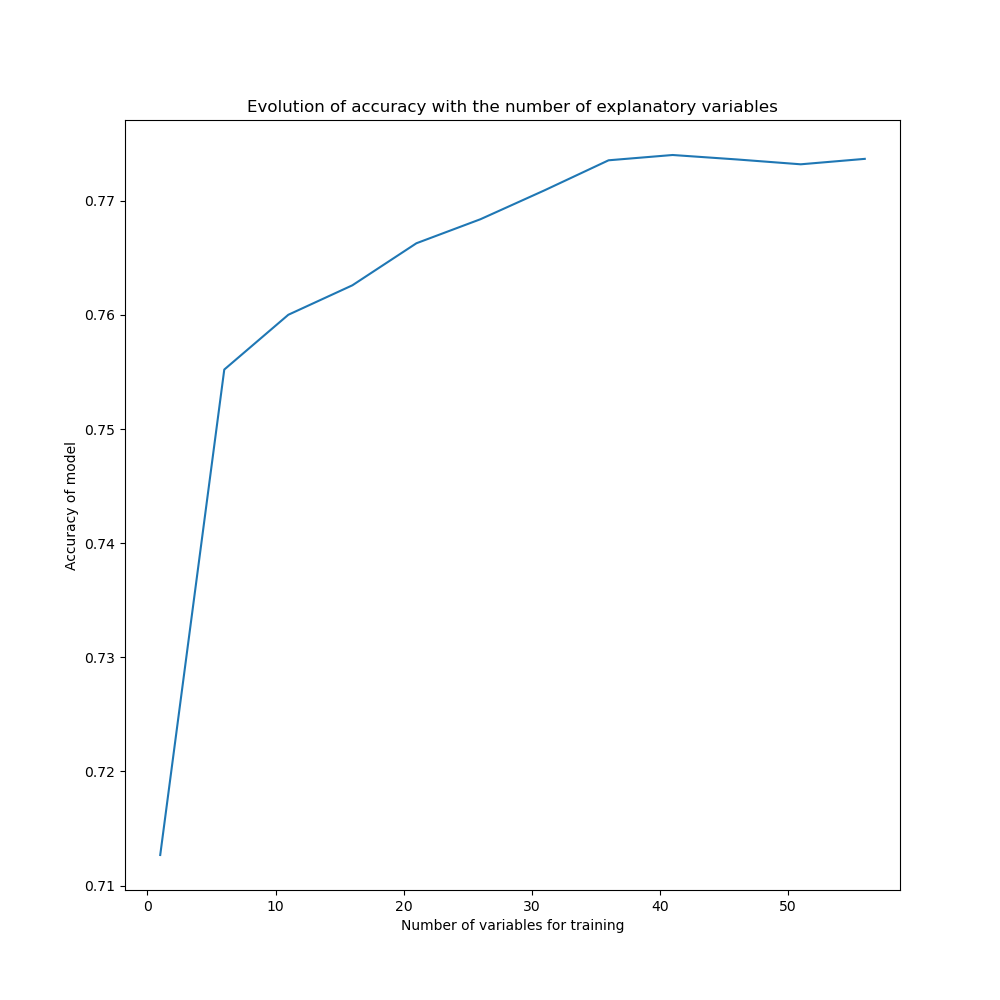 Evolution of accuracy with the number of explanatory variables
Accuracy of model
0.77
0.76
0.75
0.74
0.73
0.72
0.71
0 10 20 30 40 50
Number of variables for training